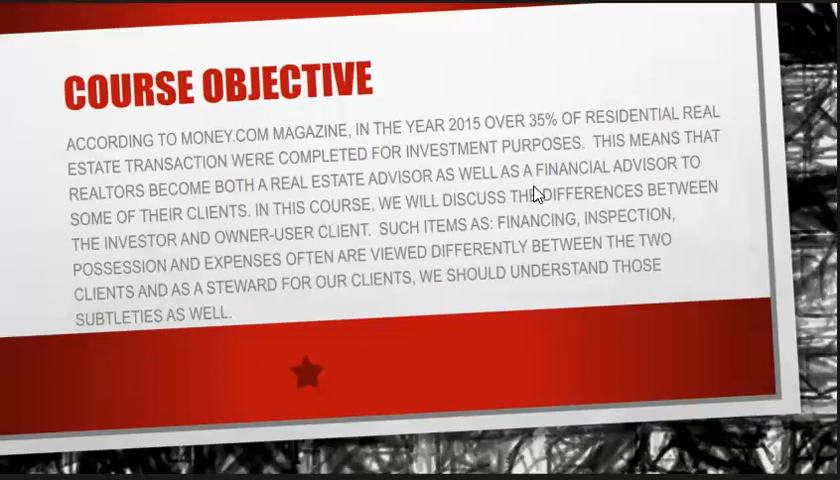 COURSE OBJECTIVE
ACCORDING TO MONEY.COM MAGAZINE, IN THE YEAR 2015 OVER 35% OF RESIDENTIAL REAL
ESTATE TRANSACTION WERE COMPLETED FOR INVESTMENT PURPOSES. THIS MEANS THAT
REALTORS BECOME BOTH A REAL ESTATE ADVISOR AS WELL AS A FINANCIAL ADVISOR TO
SOME OF THEIR CLIENTS. IN THIS COURSE, WE WILL DISCUSS THE DIFFERENCES BETWEEN
THE INVESTOR AND OWNER-USER CLIENT. SUCH ITEMS AS: FINANCING, INSPECTION,
POSSESSION AND EXPENSES OFTEN ARE VIEWED DIFFERENTLY BETWEEN THE TWO
CLIENTS AND AS A STEWARD FOR OUR CLIENTS, WE SHOULD UNDERSTAND THOSE
SUBTLETIES AS WELL.